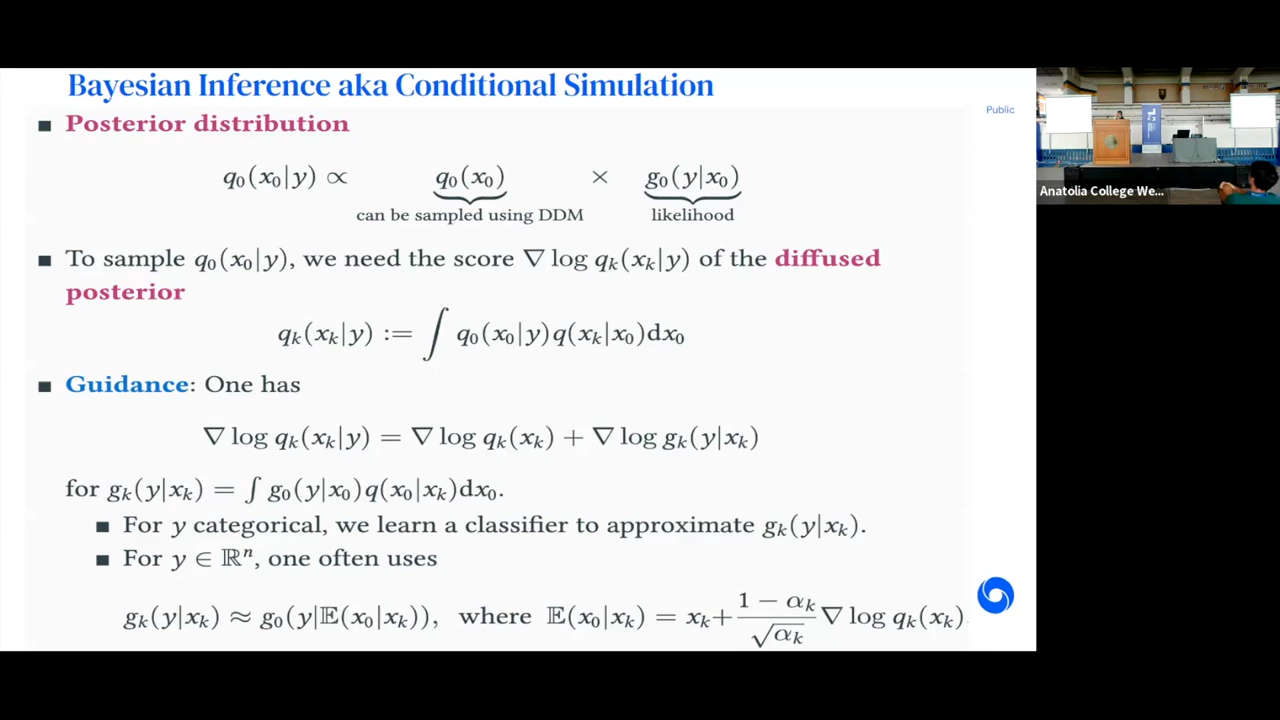 Bayesian Inference aka Conditional Simulation
Public
■ Posterior distribution
q₀(x₀|y) ∝ q₀(x₀) × g₀(y|x₀)
can be sampled using DDM likelihood
■ To sample q₀(x₀|y), we need the score ∇ log qₖ(xₖ|y) of the diffused
posterior
qₖ(xₖ|y) := ∫ q₀(x₀|y)q(xₖ|x₀)dx₀
■ Guidance: One has
∇ log qₖ(xₖ|y) = ∇ log qₖ(xₖ) + ∇ log gₖ(y|xₖ)
for gₖ(y|xₖ) = ∫ g₀(y|x₀)q(x₀|xₖ)dx₀.
■ For y categorical, we learn a classifier to approximate gₖ(y|xₖ).
■ For y ∈ ℝⁿ, one often uses
gₖ(y|xₖ) ≈ g₀(y|𝔼(x₀|xₖ)), where 𝔼(x₀|xₖ) = xₖ + (1 − αₖ)/√αₖ ∇ log qₖ(xₖ).
Anatolia College We...